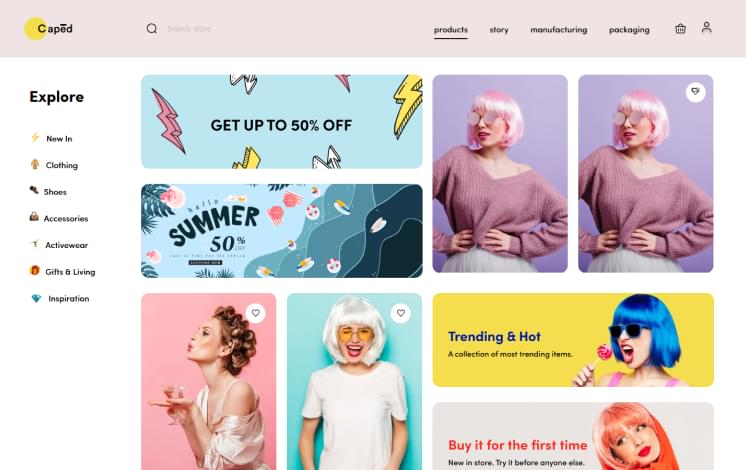 Capēd
Search store
products
story
manufacturing
packaging
Explore
New In
Clothing
Shoes
Accessories
Activewear
Gifts & Living
Inspiration
GET UP TO 50% OFF
hello
SUMMER
50%
OFF
Trending & Hot
A collection of most trending items.
Buy it for the first time
New in store. Try it before anyone else.